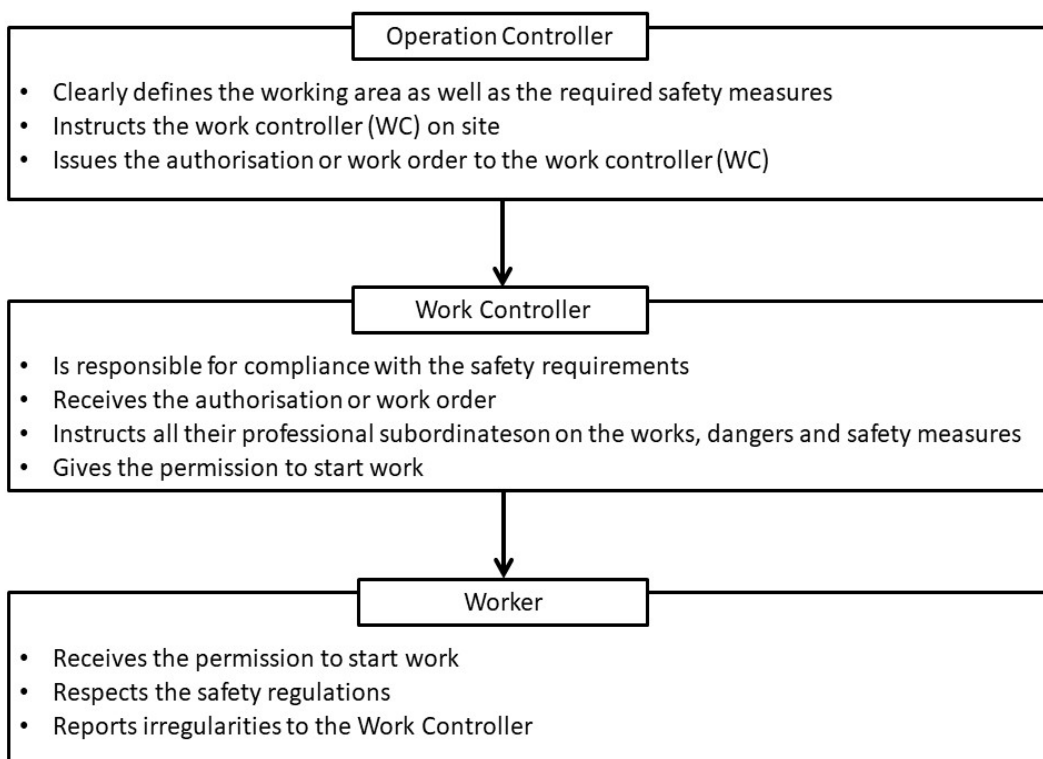 Operation Controller
• Clearly defines the working area as well as the required safety measures
• Instructs the work controller (WC) on site
• Issues the authorisation or work order to the work controller (WC)
Work Controller
• Is responsible for compliance with the safety requirements
• Receives the authorisation or work order
• Instructs all their professional subordinateson on the works, dangers and safety measures
• Gives the permission to start work
Worker
• Receives the permission to start work
• Respects the safety regulations
• Reports irregularities to the Work Controller